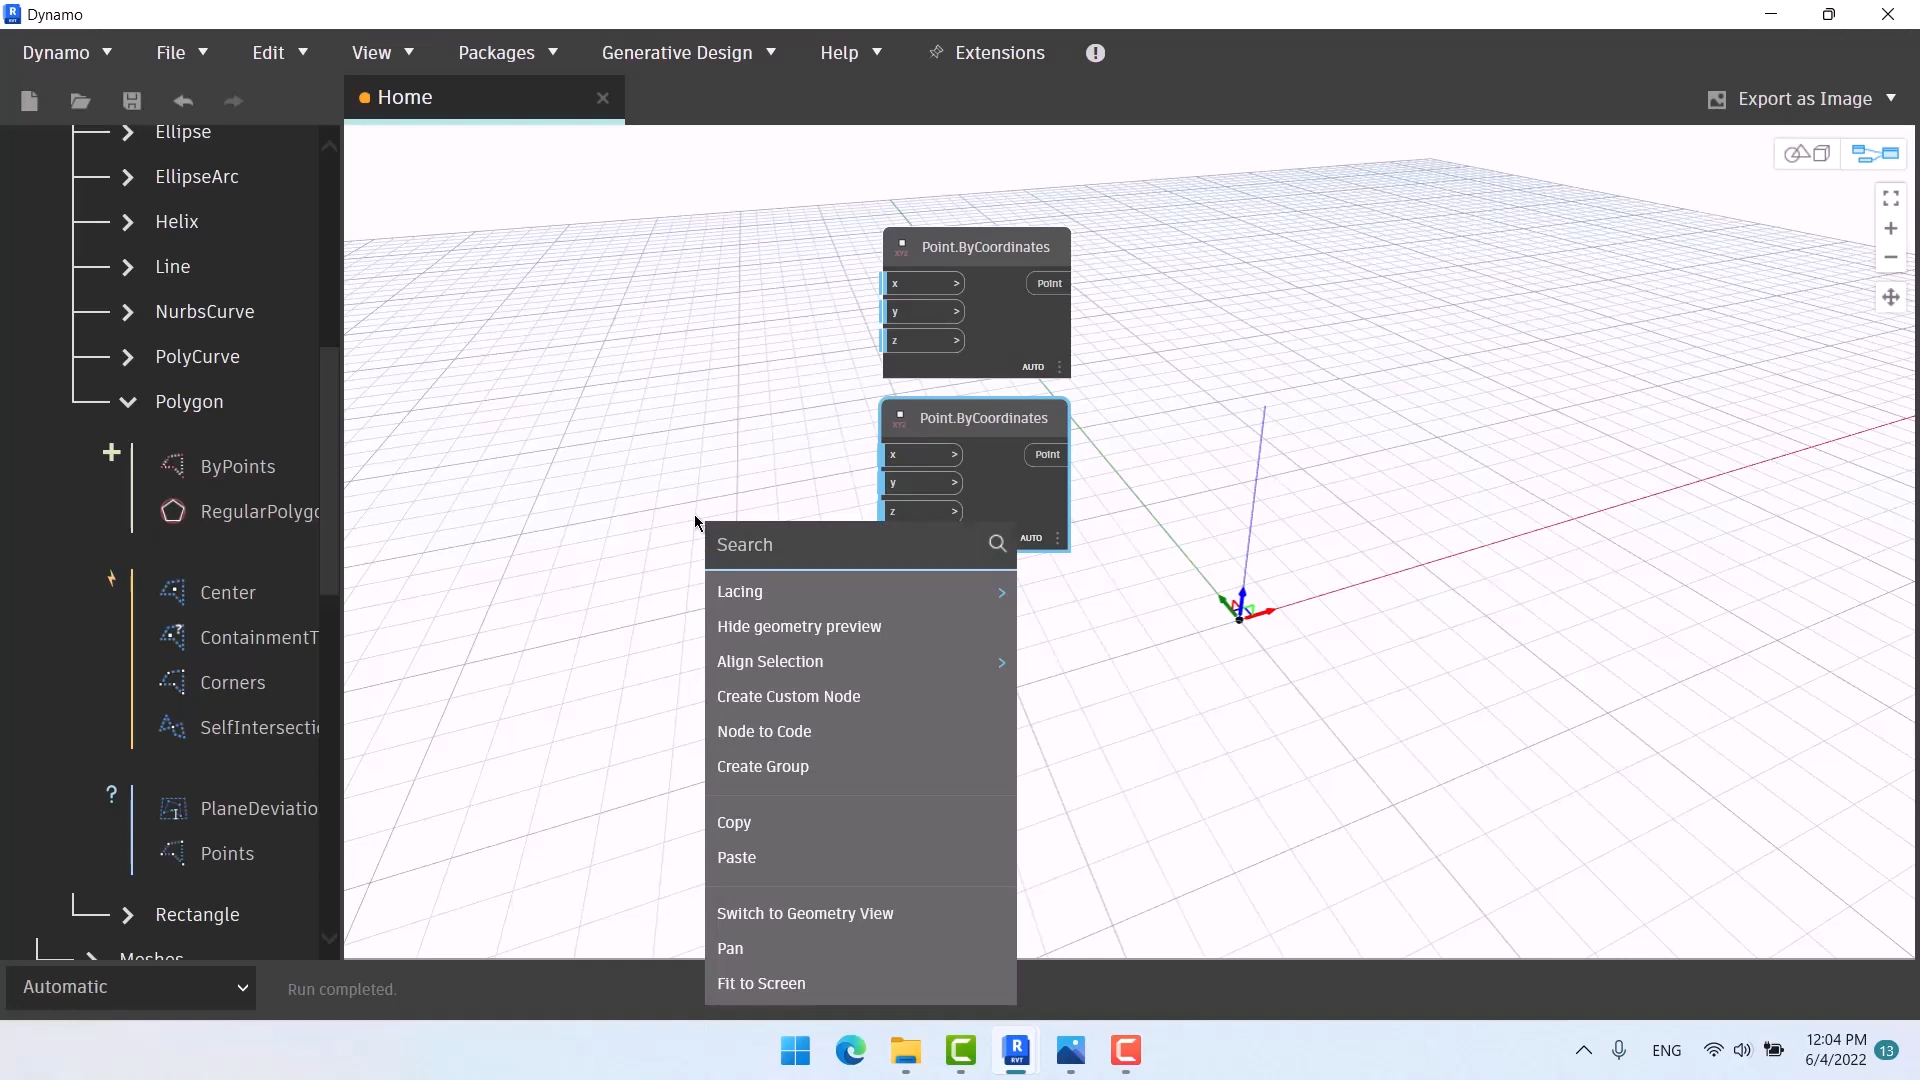 Dynamo
Dynamo File Edit View Packages Generative Design Help Extensions
Home
Export as Image
Ellipse
EllipseArc
Helix
Line
NurbsCurve
PolyCurve
Polygon
ByPoints
RegularPolygo
Center
ContainmentT
Corners
SelfIntersecti
PlaneDeviatio
Points
Rectangle
Meshes
Point.ByCoordinates
x > Point
y >
z >
AUTO
Point.ByCoordinates
x > Point
y >
z >
AUTO
Search
Lacing
Hide geometry preview
Align Selection
Create Custom Node
Node to Code
Create Group
Copy
Paste
Switch to Geometry View
Pan
Fit to Screen
Automatic
Run completed.
R
RVT
ENG
12:04 PM
6/4/2022
13